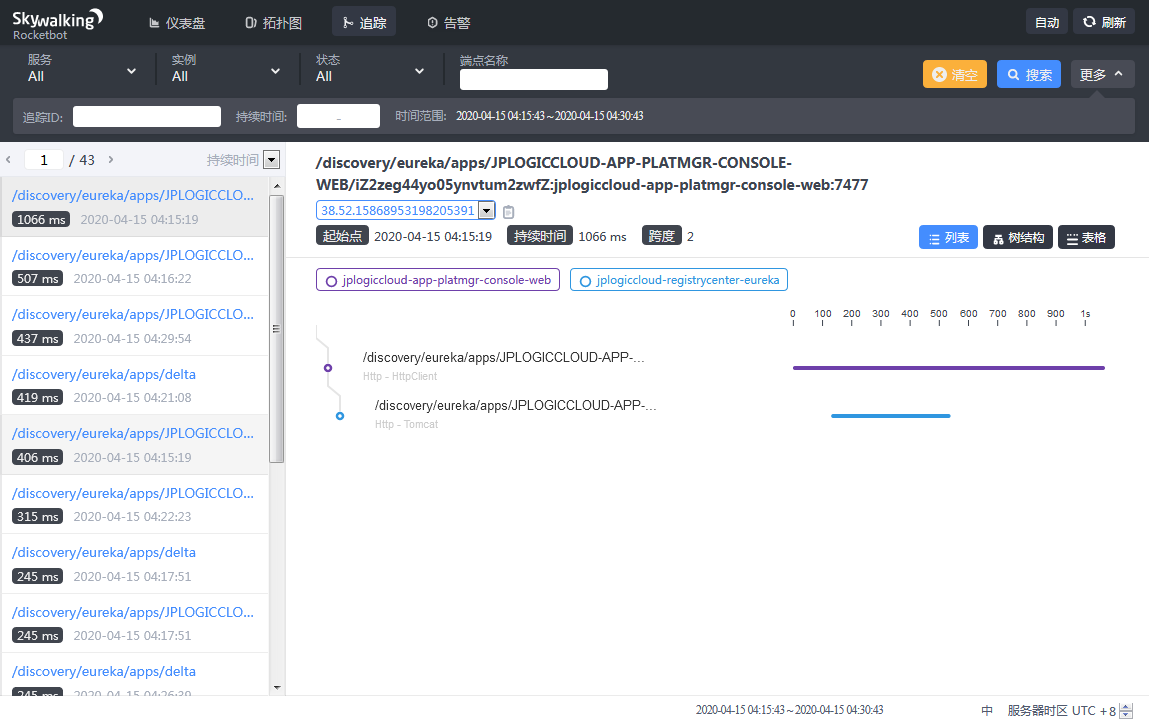 Skywalking
Rocketbot
仪表盘
拓扑图
追踪
告警
自动
刷新
服务
All
实例
All
状态
All
端点名称
清空
搜索
更多
追踪ID:
持续时间:
-
时间范围:
2020-04-15 04:15:43 ~ 2020-04-15 04:30:43
1 / 43
持续时间
/discovery/eureka/apps/JPLOGICCLO...
1066 ms 2020-04-15 04:15:19
/discovery/eureka/apps/JPLOGICCLO...
507 ms 2020-04-15 04:16:22
/discovery/eureka/apps/JPLOGICCLO...
437 ms 2020-04-15 04:29:54
/discovery/eureka/apps/delta
419 ms 2020-04-15 04:21:08
/discovery/eureka/apps/JPLOGICCLO...
406 ms 2020-04-15 04:15:19
/discovery/eureka/apps/JPLOGICCLO...
315 ms 2020-04-15 04:22:23
/discovery/eureka/apps/delta
245 ms 2020-04-15 04:17:51
/discovery/eureka/apps/JPLOGICCLO...
245 ms 2020-04-15 04:17:51
/discovery/eureka/apps/delta
245 ms 2020-04-15 04:26:39
/discovery/eureka/apps/JPLOGICCLOUD-APP-PLATMGR-CONSOLE-
WEB/iZ2zeg44yo05ynvtum2zwfZ:jplogiccloud-app-platmgr-console-web:7477
38.52.15868953198205391
起始点 2020-04-15 04:15:19 持续时间 1066 ms 跨度 2
列表 树结构 表格
jplogiccloud-app-platmgr-console-web jplogiccloud-registrycenter-eureka
0 100 200 300 400 500 600 700 800 900 1s
/discovery/eureka/apps/JPLOGICCLOUD-APP-...
Http - HttpClient
/discovery/eureka/apps/JPLOGICCLOUD-APP-...
Http - Tomcat
2020-04-15 04:15:43 ~ 2020-04-15 04:30:43
中 服务器时区 UTC +8